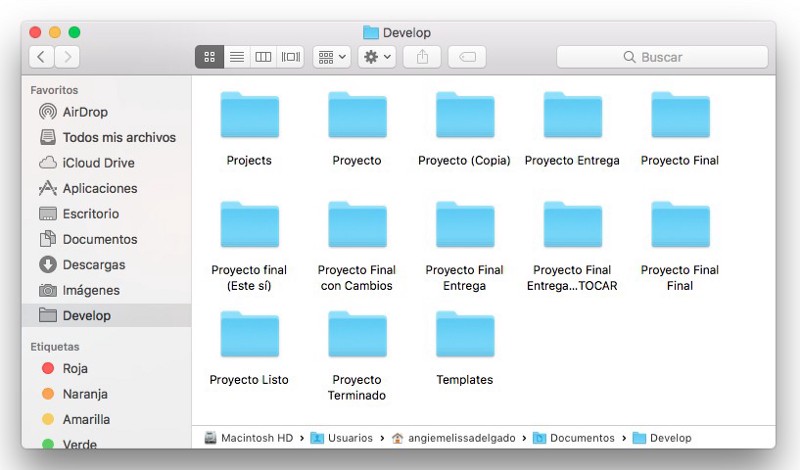 Develop
Buscar
Favoritos
AirDrop
Todos mis archivos
iCloud Drive
Aplicaciones
Escritorio
Documentos
Descargas
Imágenes
Develop
Etiquetas
Roja
Naranja
Amarilla
Verde
Projects
Proyecto
Proyecto (Copia)
Proyecto Entrega
Proyecto Final
Proyecto final
(Este sí)
Proyecto Final
con Cambios
Proyecto Final
Entrega
Proyecto Final
Entrega...TOCAR
Proyecto Final
Final
Proyecto Listo
Proyecto
Terminado
Templates
Macintosh HD > Usuarios > angiemelissadelgado > Documentos > Develop